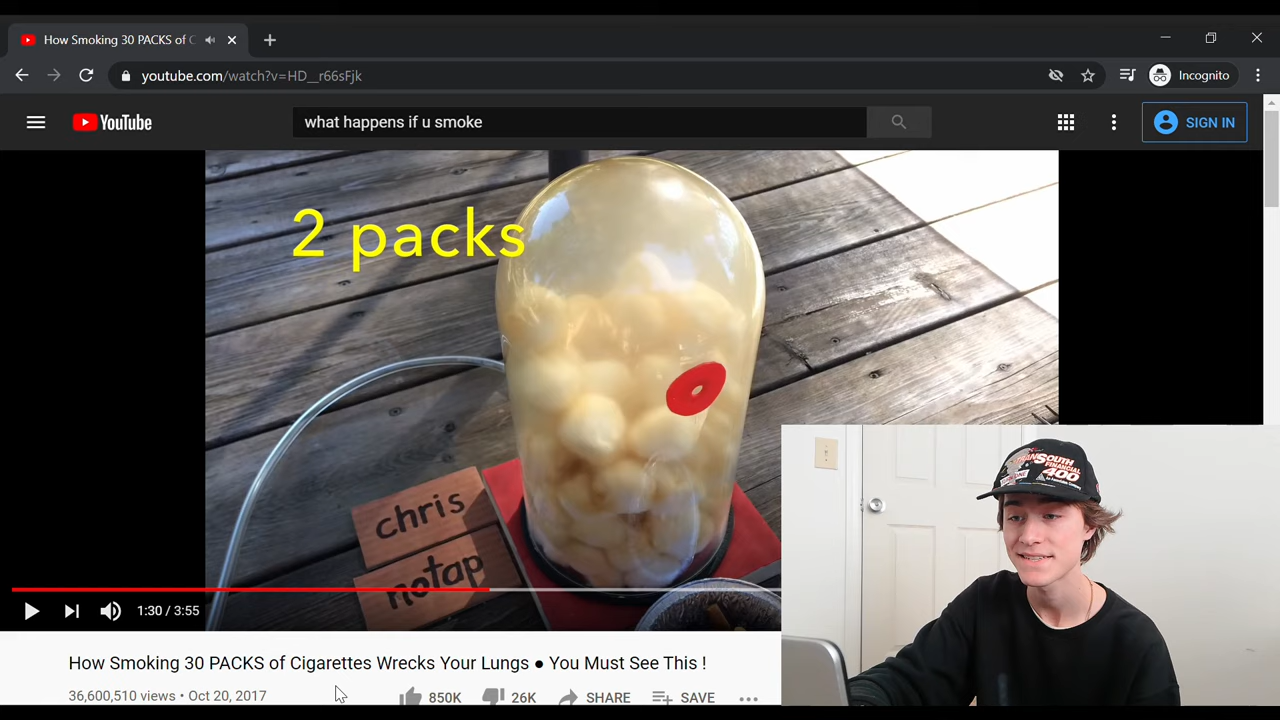 How Smoking 30 PACKS of C
youtube.com/watch?v=HD__r66sFjk
Incognito
YouTube
what happens if u smoke
SIGN IN
2 packs
chris
notap
TRANSOUTH
FINANCIAL
400
1:30 / 3:55
How Smoking 30 PACKS of Cigarettes Wrecks Your Lungs ● You Must See This !
36,600,510 views • Oct 20, 2017
850K
26K
SHARE
SAVE